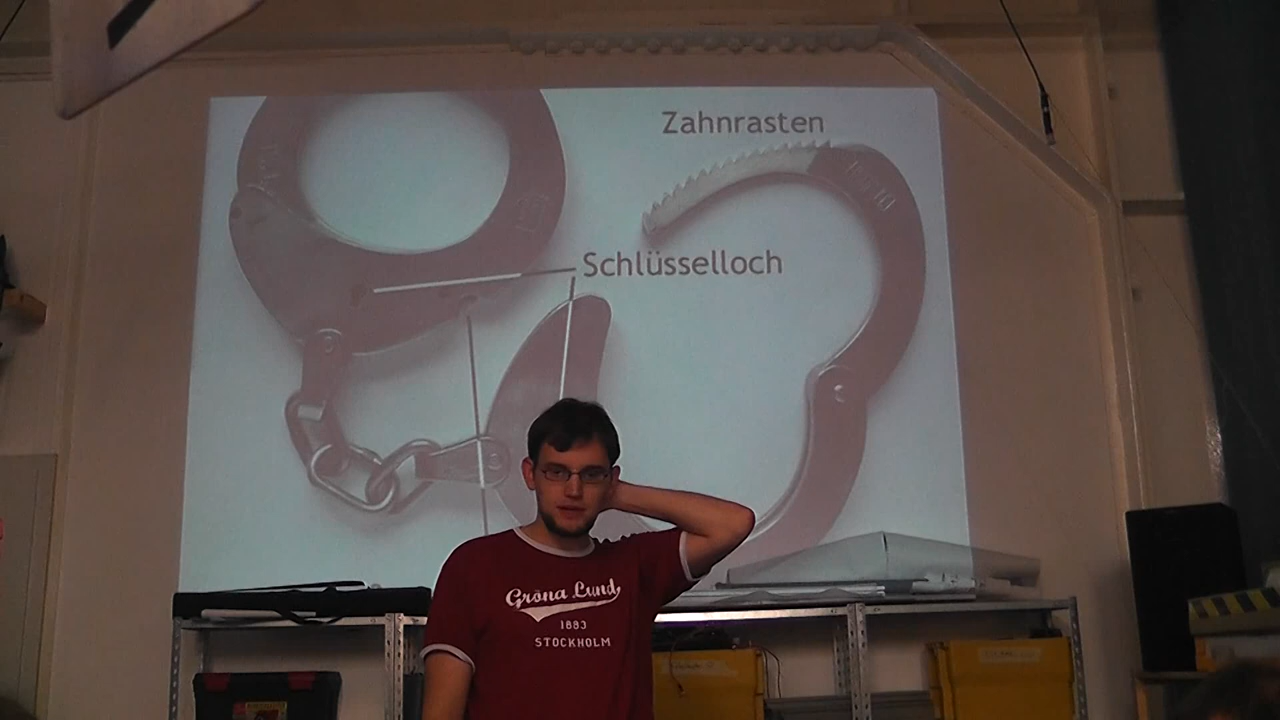 Zahnrasten
Schlüsselloch
Gröna Lund
1883
STOCKHOLM